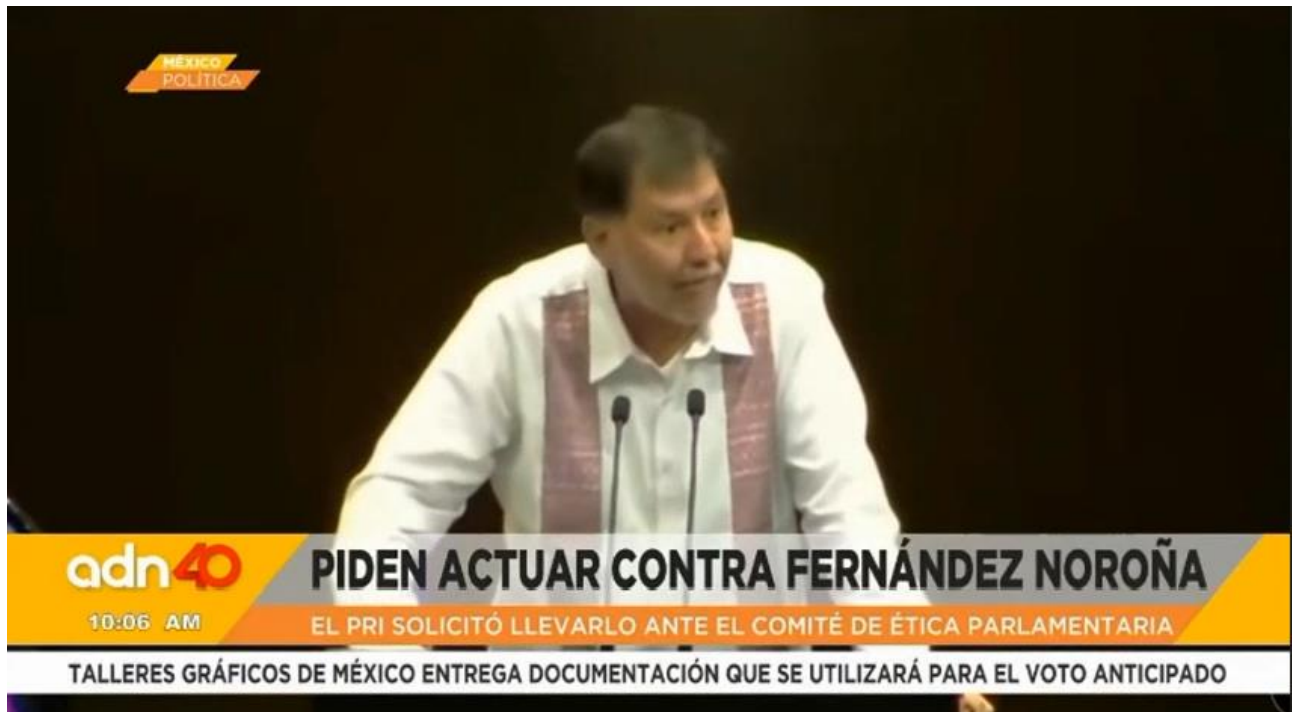 MÉXICO
POLÍTICA
adn40
PIDEN ACTUAR CONTRA FERNÁNDEZ NOROÑA
10:06 AM
EL PRI SOLICITÓ LLEVARLO ANTE EL COMITÉ DE ÉTICA PARLAMENTARIA
TALLERES GRÁFICOS DE MÉXICO ENTREGA DOCUMENTACIÓN QUE SE UTILIZARÁ PARA EL VOTO ANTICIPADO